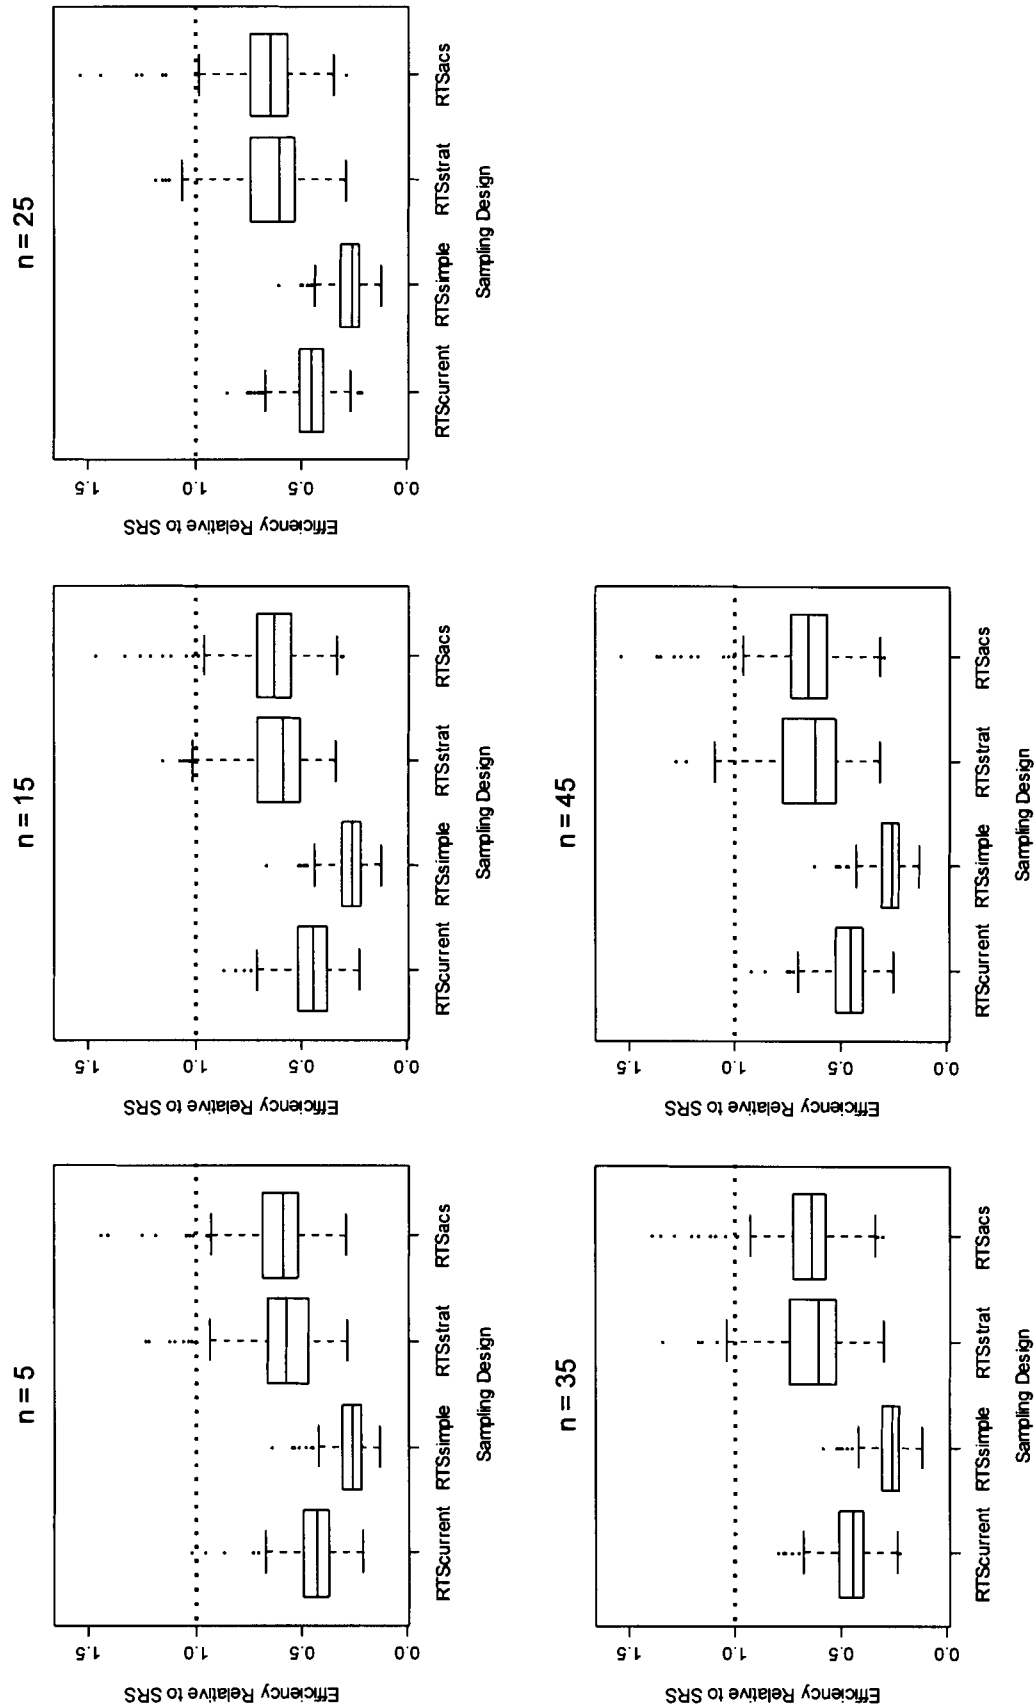 n = 5
Efficiency Relative to SRS
1.5
1.0
0.5
0.0
RTScurrent RTSsimple RTSstrat RTSacs
Sampling Design
n = 15
Efficiency Relative to SRS
1.5
1.0
0.5
0.0
RTScurrent RTSsimple RTSstrat RTSacs
Sampling Design
n = 25
Efficiency Relative to SRS
1.5
1.0
0.5
0.0
RTScurrent RTSsimple RTSstrat RTSacs
Sampling Design
n = 35
Efficiency Relative to SRS
1.5
1.0
0.5
0.0
RTScurrent RTSsimple RTSstrat RTSacs
Sampling Design
n = 45
Efficiency Relative to SRS
1.5
1.0
0.5
0.0
RTScurrent RTSsimple RTSstrat RTSacs
Sampling Design